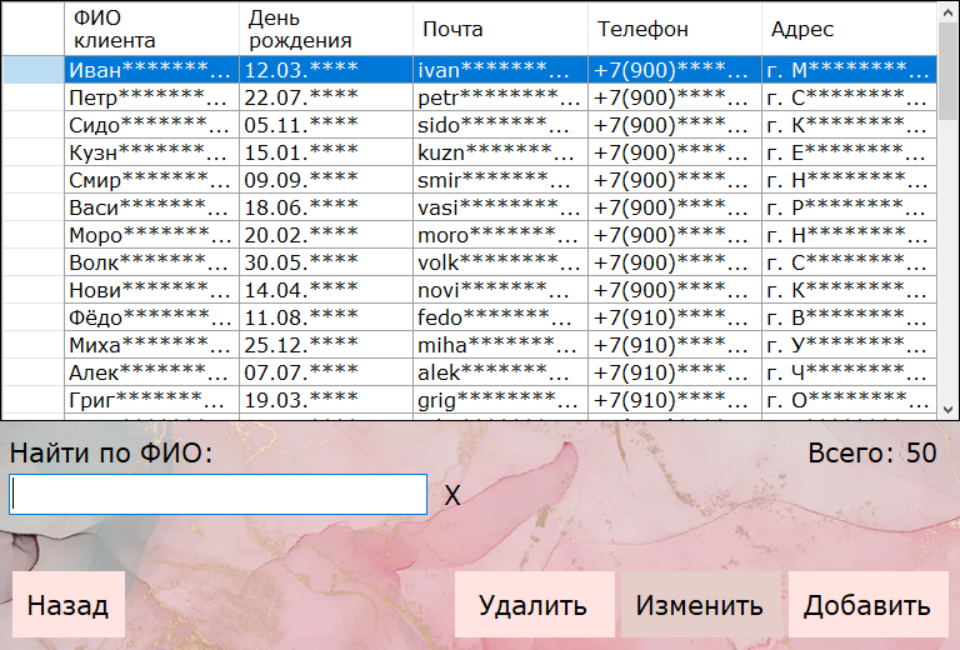 ФИО клиента День рождения Почта Телефон Адрес
Иван*******... 12.03.**** ivan*******... +7(900)****... г. М********...
Петр*******... 22.07.**** petr********... +7(900)****... г. С********...
Сидо*******... 05.11.**** sido*******... +7(900)****... г. К********...
Кузн*******... 15.01.**** kuzn*******... +7(900)****... г. Е********...
Смир*******... 09.09.**** smir*******... +7(900)****... г. Н********...
Васи*******... 18.06.**** vasi********... +7(900)****... г. Р********...
Моро*******... 20.02.**** moro*******... +7(900)****... г. Н********...
Волк*******... 30.05.**** volk********... +7(900)****... г. С********...
Нови*******... 14.04.**** novi*******... +7(900)****... г. К********...
Фёдо*******... 11.08.**** fedo*******... +7(910)****... г. В********...
Миха*******... 25.12.**** miha*******... +7(910)****... г. У********...
Алек*******... 07.07.**** alek*******... +7(910)****... г. Ч********...
Григ*******... 19.03.**** grig********... +7(910)****... г. О********...
Найти по ФИО: Всего: 50
X
Назад Удалить Изменить Добавить